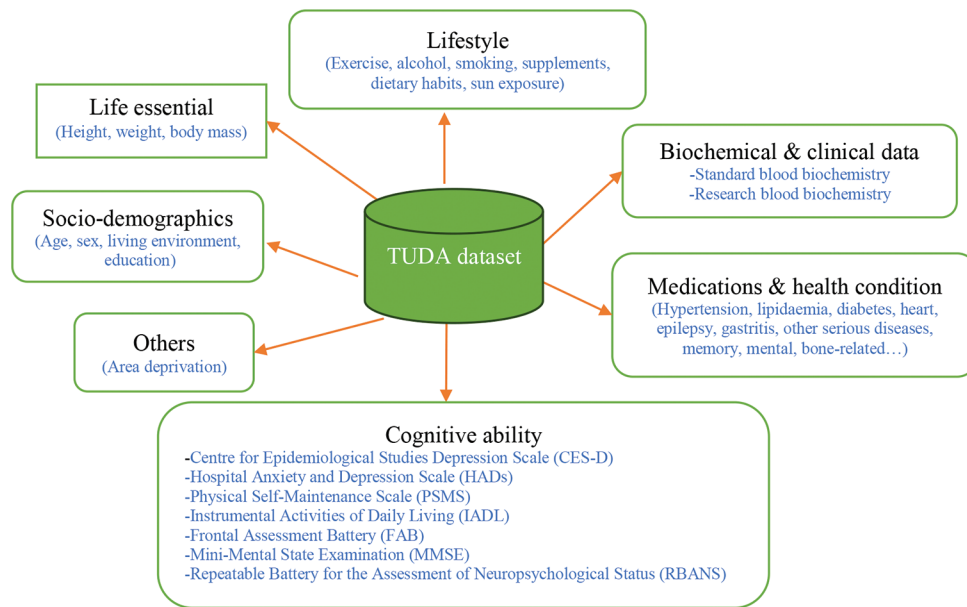 Lifestyle
(Exercise, alcohol, smoking, supplements,
dietary habits, sun exposure)
Life essential
(Height, weight, body mass)
Biochemical & clinical data
-Standard blood biochemistry
-Research blood biochemistry
Socio-demographics
(Age, sex, living environment,
education)
TUDA dataset
Medications & health condition
(Hypertension, lipidaemia, diabetes, heart,
epilepsy, gastritis, other serious diseases,
memory, mental, bone-related…)
Others
(Area deprivation)
Cognitive ability
-Centre for Epidemiological Studies Depression Scale (CES-D)
-Hospital Anxiety and Depression Scale (HADs)
-Physical Self-Maintenance Scale (PSMS)
-Instrumental Activities of Daily Living (IADL)
-Frontal Assessment Battery (FAB)
-Mini-Mental State Examination (MMSE)
-Repeatable Battery for the Assessment of Neuropsychological Status (RBANS)